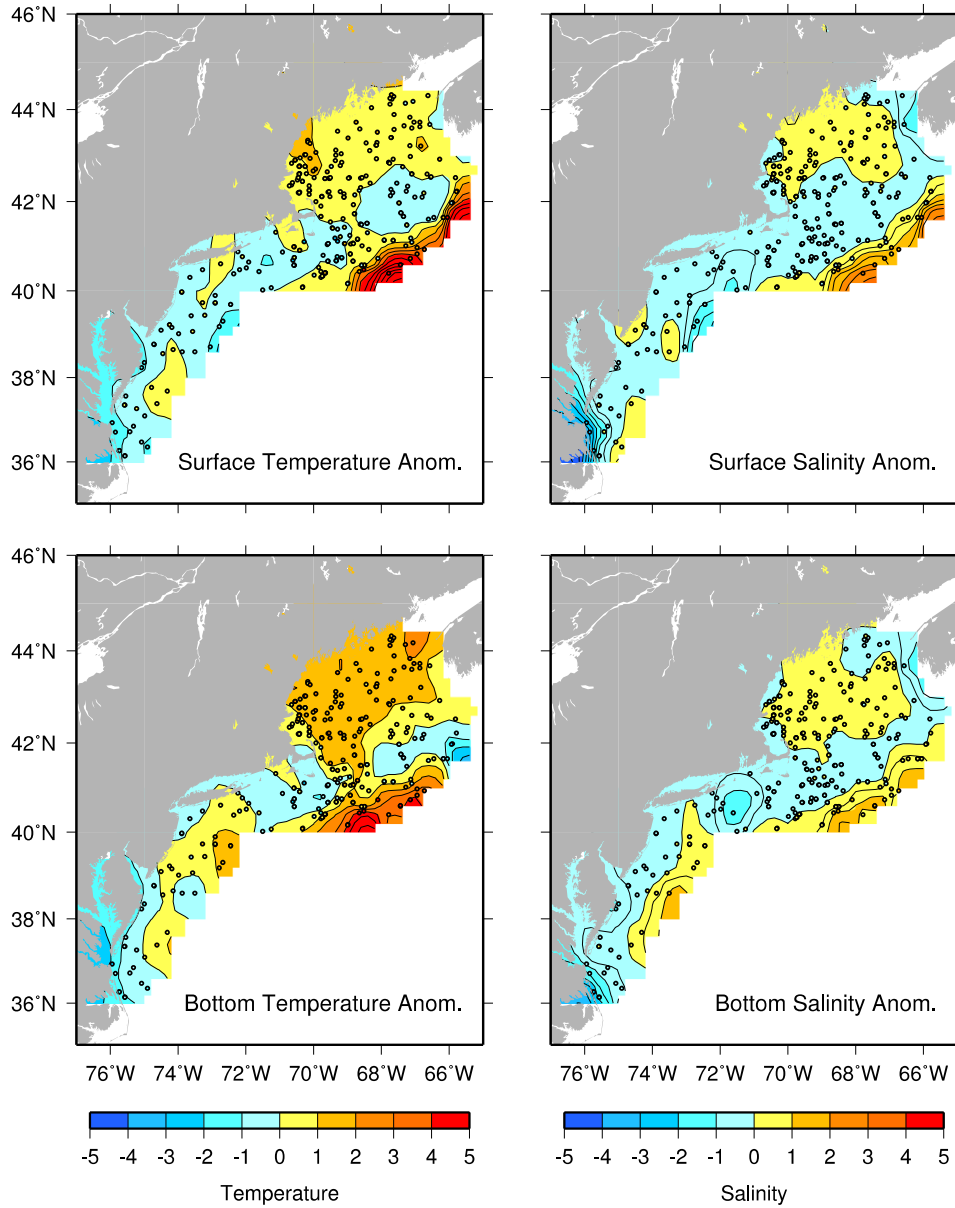 46˚N
44˚N
42˚N
40˚N
38˚N
36˚N
Surface Temperature Anom.
Surface Salinity Anom.
46˚N
44˚N
42˚N
40˚N
38˚N
36˚N
Bottom Temperature Anom.
Bottom Salinity Anom.
76˚W 74˚W 72˚W 70˚W 68˚W 66˚W
76˚W 74˚W 72˚W 70˚W 68˚W 66˚W
-5 -4 -3 -2 -1 0 1 2 3 4 5
-5 -4 -3 -2 -1 0 1 2 3 4 5
Temperature
Salinity